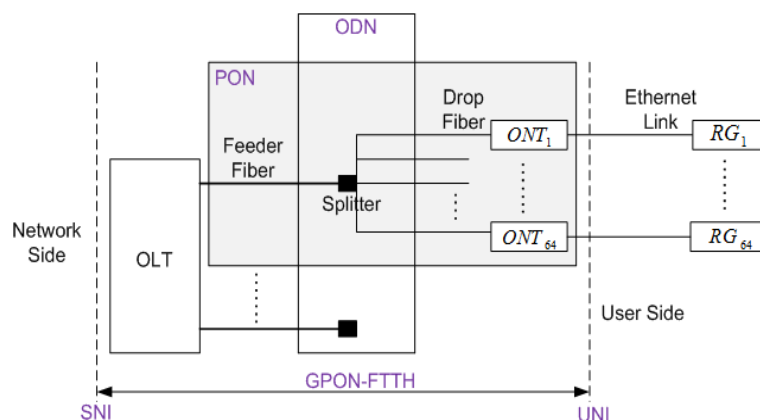 ODN
PON
Drop
Fiber
Ethernet
Link
ONT1
RG1
Feeder
Fiber
Splitter
Network
Side
OLT
ONT64
RG64
User Side
GPON-FTTH
SNI
UNI